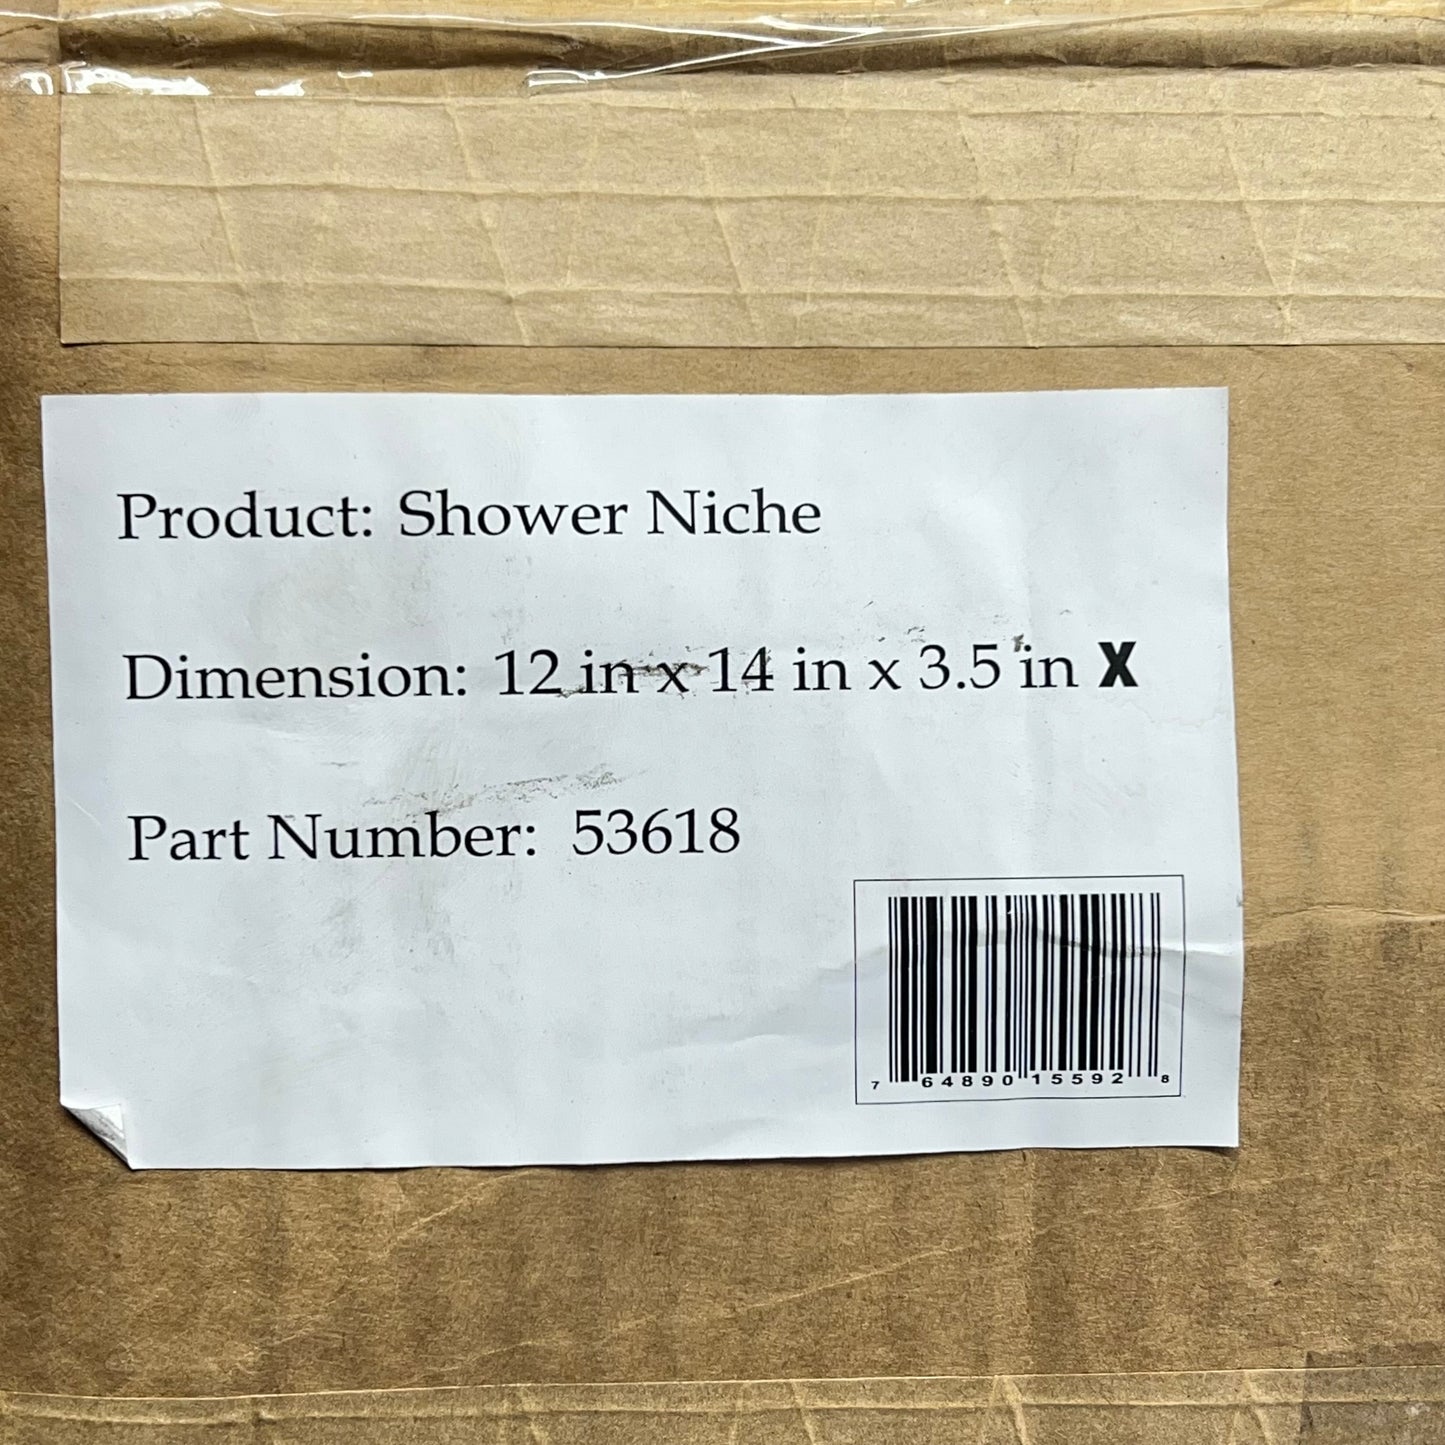 Product: Shower Niche
Dimension: 12 in x 14 in x 3.5 in X
Part Number: 53618
7 64890 15592 8